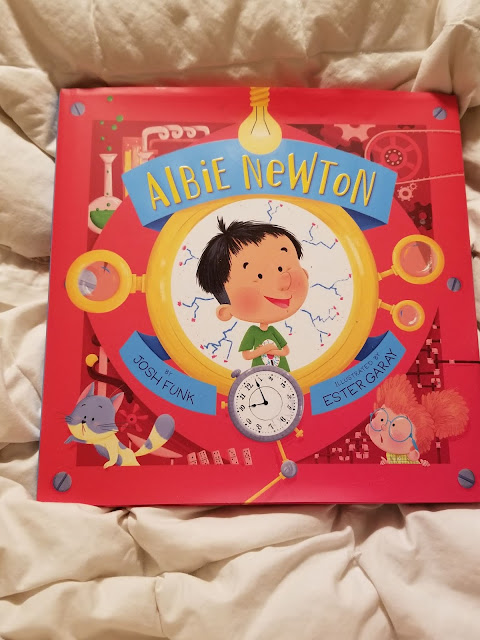 AlBiE NeWToN
BY
JOSH FUNK
ILLUSTRATED BY
ESTER GARAY